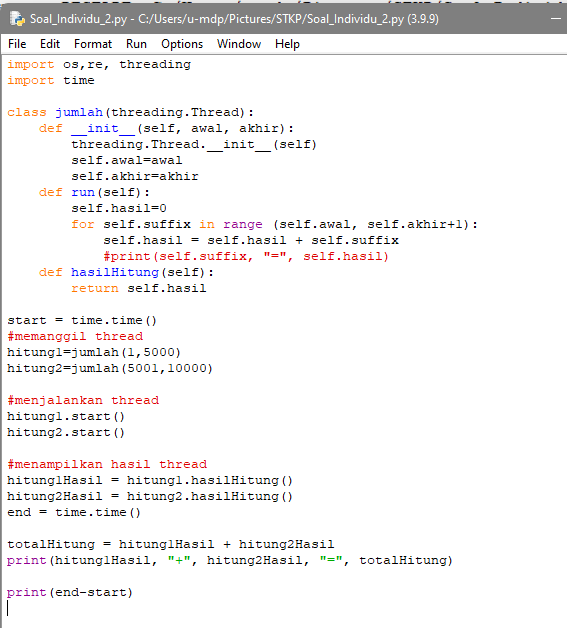 Soal_Individu_2.py - C:/Users/u-mdp/Pictures/STKP/Soal_Individu_2.py (3.9.9)
File Edit Format Run Options Window Help
import os,re, threading
import time

class jumlah(threading.Thread):
    def __init__(self, awal, akhir):
        threading.Thread.__init__(self)
        self.awal=awal
        self.akhir=akhir
    def run(self):
        self.hasil=0
        for self.suffix in range (self.awal, self.akhir+1):
            self.hasil = self.hasil + self.suffix
            #print(self.suffix, "=", self.hasil)
    def hasilHitung(self):
        return self.hasil

start = time.time()
#memanggil thread
hitung1=jumlah(1,5000)
hitung2=jumlah(5001,10000)

#menjalankan thread
hitung1.start()
hitung2.start()

#menampilkan hasil thread
hitung1Hasil = hitung1.hasilHitung()
hitung2Hasil = hitung2.hasilHitung()
end = time.time()

totalHitung = hitung1Hasil + hitung2Hasil
print(hitung1Hasil, "+", hitung2Hasil, "=", totalHitung)

print(end-start)